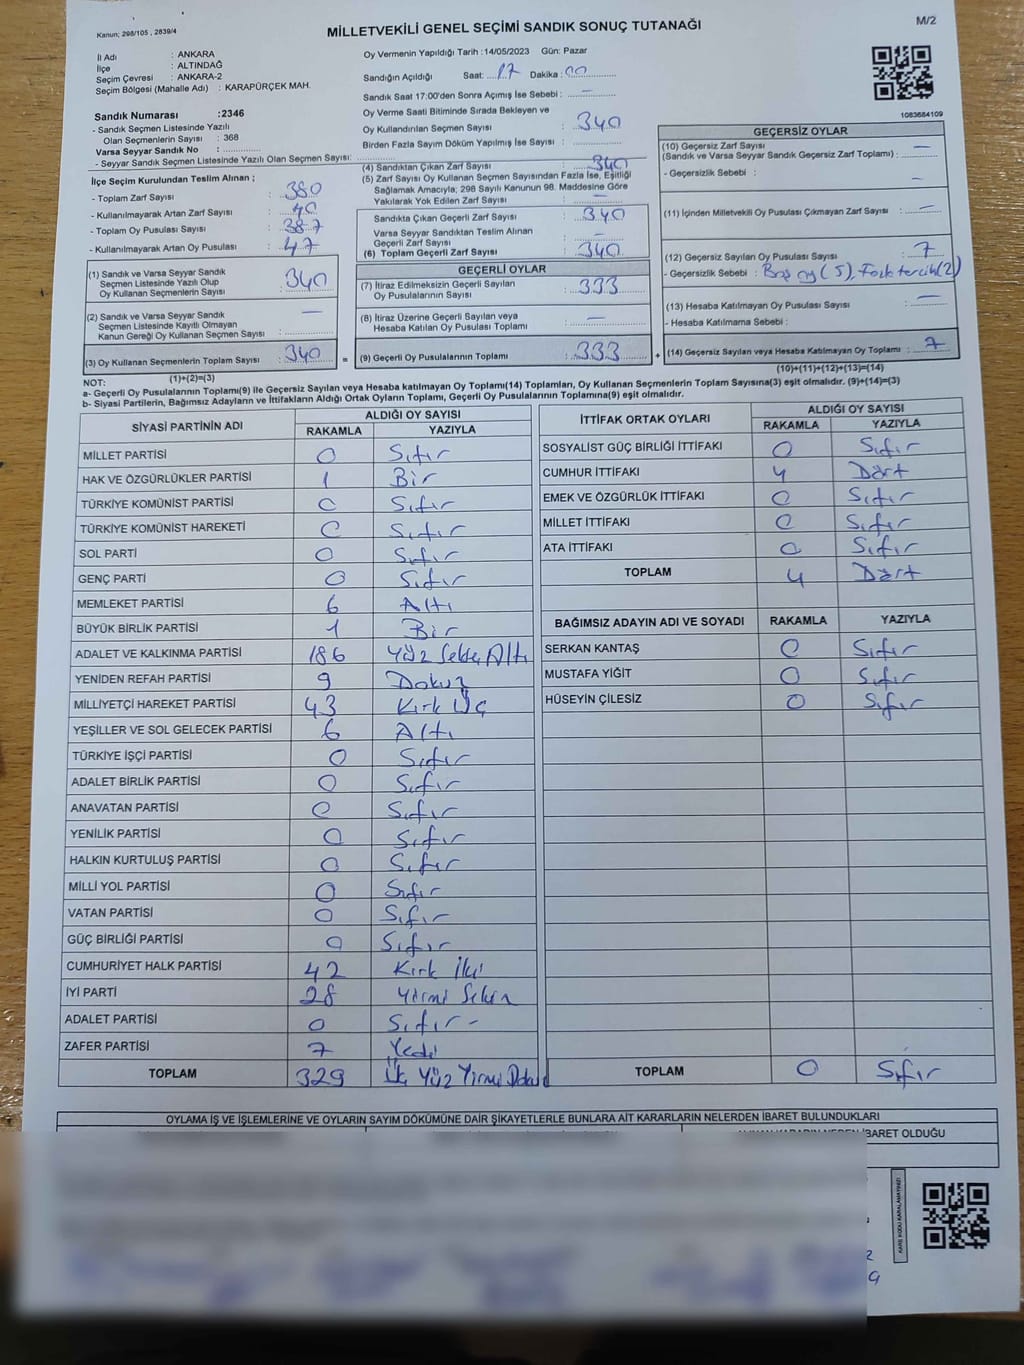 Kanun; 298/105 , 2839/4
MİLLETVEKİLİ GENEL SEÇİMİ SANDIK SONUÇ TUTANAĞI
M/2
İl Adı : ANKARA
İlçe : ALTINDAĞ
Seçim Çevresi : ANKARA-2
Seçim Bölgesi (Mahalle Adı) : KARAPÜRÇEK MAH.
Sandık Numarası :2346
- Sandık Seçmen Listesinde Yazılı
Olan Seçmenlerin Sayısı : 368
Varsa Seyyar Sandık No :
- Seyyar Sandık Seçmen Listesinde Yazılı Olan Seçmen Sayısı:
Oy Vermenin Yapıldığı Tarih :14/05/2023 Gün: Pazar
Sandığın Açıldığı Saat: 17 Dakika : 00
Sandık Saat 17:00'den Sonra Açımış İse Sebebi : —
Oy Verme Saati Bitiminde Sırada Bekleyen ve
Oy Kullandırılan Seçmen Sayısı : 340
Birden Fazla Sayım Döküm Yapılmış İse Sayısı :
1083684109
İlçe Seçim Kurulundan Teslim Alınan ;
- Toplam Zarf Sayısı : 380
- Kullanılmayarak Artan Zarf Sayısı : 40
- Toplam Oy Pusulası Sayısı : 387
- Kullanılmayarak Artan Oy Pusulası : 47
(1) Sandık ve Varsa Seyyar Sandık
Seçmen Listesinde Yazılı Olup
Oy Kullanan Seçmenlerin Sayısı : 340
(2) Sandık ve Varsa Seyyar Sandık
Seçmen Listesinde Kayıtlı Olmayan
Kanun Gereği Oy Kullanan Seçmen Sayısı : —
(3) Oy Kullanan Seçmenlerin Toplam Sayısı : 340
(1)+(2)=(3)
(4) Sandıktan Çıkan Zarf Sayısı : 340
(5) Zarf Sayısı Oy Kullanan Seçmen Sayısından Fazla İse, Eşitliği
Sağlamak Amacıyla; 298 Sayılı Kanunun 98. Maddesine Göre
Yakılarak Yok Edilen Zarf Sayısı : —
Sandıkta Çıkan Geçerli Zarf Sayısı : 340
Varsa Seyyar Sandıktan Teslim Alınan
Geçerli Zarf Sayısı : —
(6) Toplam Geçerli Zarf Sayısı : 340
GEÇERLİ OYLAR
(7) İtiraz Edilmeksizin Geçerli Sayılan
Oy Pusulalarının Sayısı : 333
(8) İtiraz Üzerine Geçerli Sayılan veya
Hesaba Katılan Oy Pusulası Toplamı : —
= (9) Geçerli Oy Pusulalarının Toplamı : 333
GEÇERSİZ OYLAR
(10) Geçersiz Zarf Sayısı
(Sandık ve Varsa Seyyar Sandık Geçersiz Zarf Toplamı) : —
- Geçersizlik Sebebi : —
(11) İçinden Milletvekili Oy Pusulası Çıkmayan Zarf Sayısı : —
(12) Geçersiz Sayılan Oy Pusulası Sayısı : 7
- Geçersizlik Sebebi : Boş oy (5), Fazla tercih (2)
(13) Hesaba Katılmayan Oy Pusulası Sayısı : —
- Hesaba Katılmama Sebebi :
+ (14) Geçersiz Sayılan veya Hesaba Katılmayan Oy Toplamı : 7
(10)+(11)+(12)+(13)=(14)
NOT:
a- Geçerli Oy Pusulalarının Toplamı(9) ile Geçersiz Sayılan veya Hesaba katılmayan Oy Toplamı(14) Toplamları, Oy Kullanan Seçmenlerin Toplam Sayısına(3) eşit olmalıdır. (9)+(14)=(3)
b- Siyasi Partilerin, Bağımsız Adayların ve İttifakların Aldığı Ortak Oyların Toplamı, Geçerli Oy Pusulalarının Toplamına(9) eşit olmalıdır.
SİYASİ PARTİNİN ADI ALDIĞI OY SAYISI
RAKAMLA YAZIYLA
MİLLET PARTİSİ 0 Sıfır
HAK VE ÖZGÜRLÜKLER PARTİSİ 1 Bir
TÜRKİYE KOMÜNİST PARTİSİ 0 Sıfır
TÜRKİYE KOMÜNİST HAREKETİ 0 Sıfır
SOL PARTİ 0 Sıfır
GENÇ PARTİ 0 Sıfır
MEMLEKET PARTİSİ 6 Altı
BÜYÜK BİRLİK PARTİSİ 1 Bir
ADALET VE KALKINMA PARTİSİ 186 Yüz Seksen Altı
YENİDEN REFAH PARTİSİ 9 Dokuz
MİLLİYETÇİ HAREKET PARTİSİ 43 Kırk Üç
YEŞİLLER VE SOL GELECEK PARTİSİ 6 Altı
TÜRKİYE İŞÇİ PARTİSİ 0 Sıfır
ADALET BİRLİK PARTİSİ 0 Sıfır
ANAVATAN PARTİSİ 0 Sıfır
YENİLİK PARTİSİ 0 Sıfır
HALKIN KURTULUŞ PARTİSİ 0 Sıfır
MİLLİ YOL PARTİSİ 0 Sıfır
VATAN PARTİSİ 0 Sıfır
GÜÇ BİRLİĞİ PARTİSİ 0 Sıfır
CUMHURİYET HALK PARTİSİ 42 Kırk İki
İYİ PARTİ 28 Yirmi Sekiz
ADALET PARTİSİ 0 Sıfır
ZAFER PARTİSİ 7 Yedi
TOPLAM 329 Üç Yüz Yirmi Dokuz
İTTİFAK ORTAK OYLARI ALDIĞI OY SAYISI
RAKAMLA YAZIYLA
SOSYALİST GÜÇ BİRLİĞİ İTTİFAKI 0 Sıfır
CUMHUR İTTİFAKI 4 Dört
EMEK VE ÖZGÜRLÜK İTTİFAKI 0 Sıfır
MİLLET İTTİFAKI 0 Sıfır
ATA İTTİFAKI 0 Sıfır
TOPLAM 4 Dört
BAĞIMSIZ ADAYIN ADI VE SOYADI RAKAMLA YAZIYLA
SERKAN KANTAŞ 0 Sıfır
MUSTAFA YİĞİT 0 Sıfır
HÜSEYİN ÇİLESİZ 0 Sıfır
TOPLAM 0 Sıfır
OYLAMA İŞ VE İŞLEMLERİNE VE OYLARIN SAYIM DÖKÜMÜNE DAİR ŞİKAYETLERLE BUNLARA AİT KARARLARIN NELERDEN İBARET BULUNDUKLARI
İBARET OLDUĞU
KARE KODU KARALAMAYINIZ!